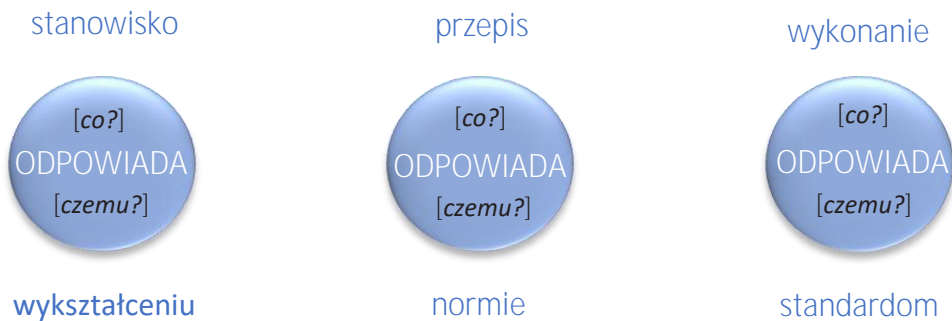 stanowisko
[co?]
ODPOWIADA
[czemu?]
wykształceniu
przepis
[co?]
ODPOWIADA
[czemu?]
normie
wykonanie
[co?]
ODPOWIADA
[czemu?]
standardom